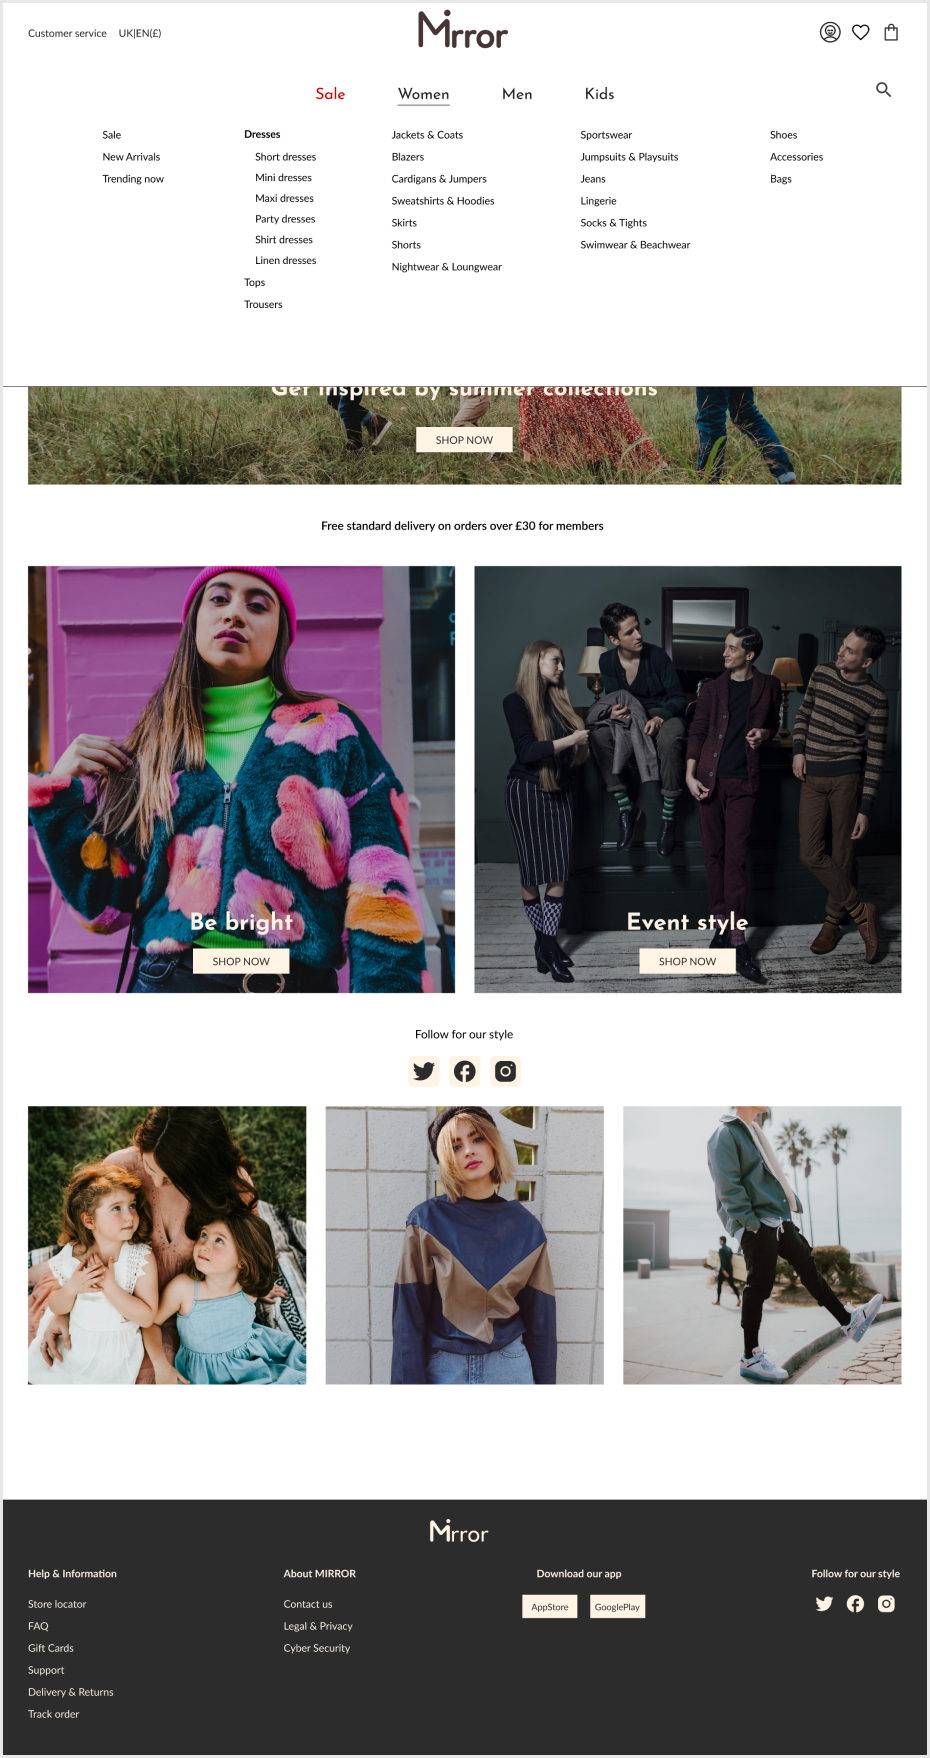 Customer service UK|EN(£)
Mirror
Sale Women Men Kids
Sale
New Arrivals
Trending now
Dresses
Short dresses
Mini dresses
Maxi dresses
Party dresses
Shirt dresses
Linen dresses
Tops
Trousers
Jackets & Coats
Blazers
Cardigans & Jumpers
Sweatshirts & Hoodies
Skirts
Shorts
Nightwear & Loungwear
Sportswear
Jumpsuits & Playsuits
Jeans
Lingerie
Socks & Tights
Swimwear & Beachwear
Shoes
Accessories
Bags
Get inspired by summer collections
SHOP NOW
Free standard delivery on orders over £30 for members
Be bright
SHOP NOW
Event style
SHOP NOW
Follow for our style
Mirror
Help & Information
Store locator
FAQ
Gift Cards
Support
Delivery & Returns
Track order
About MIRROR
Contact us
Legal & Privacy
Cyber Security
Download our app
AppStore GooglePlay
Follow for our style